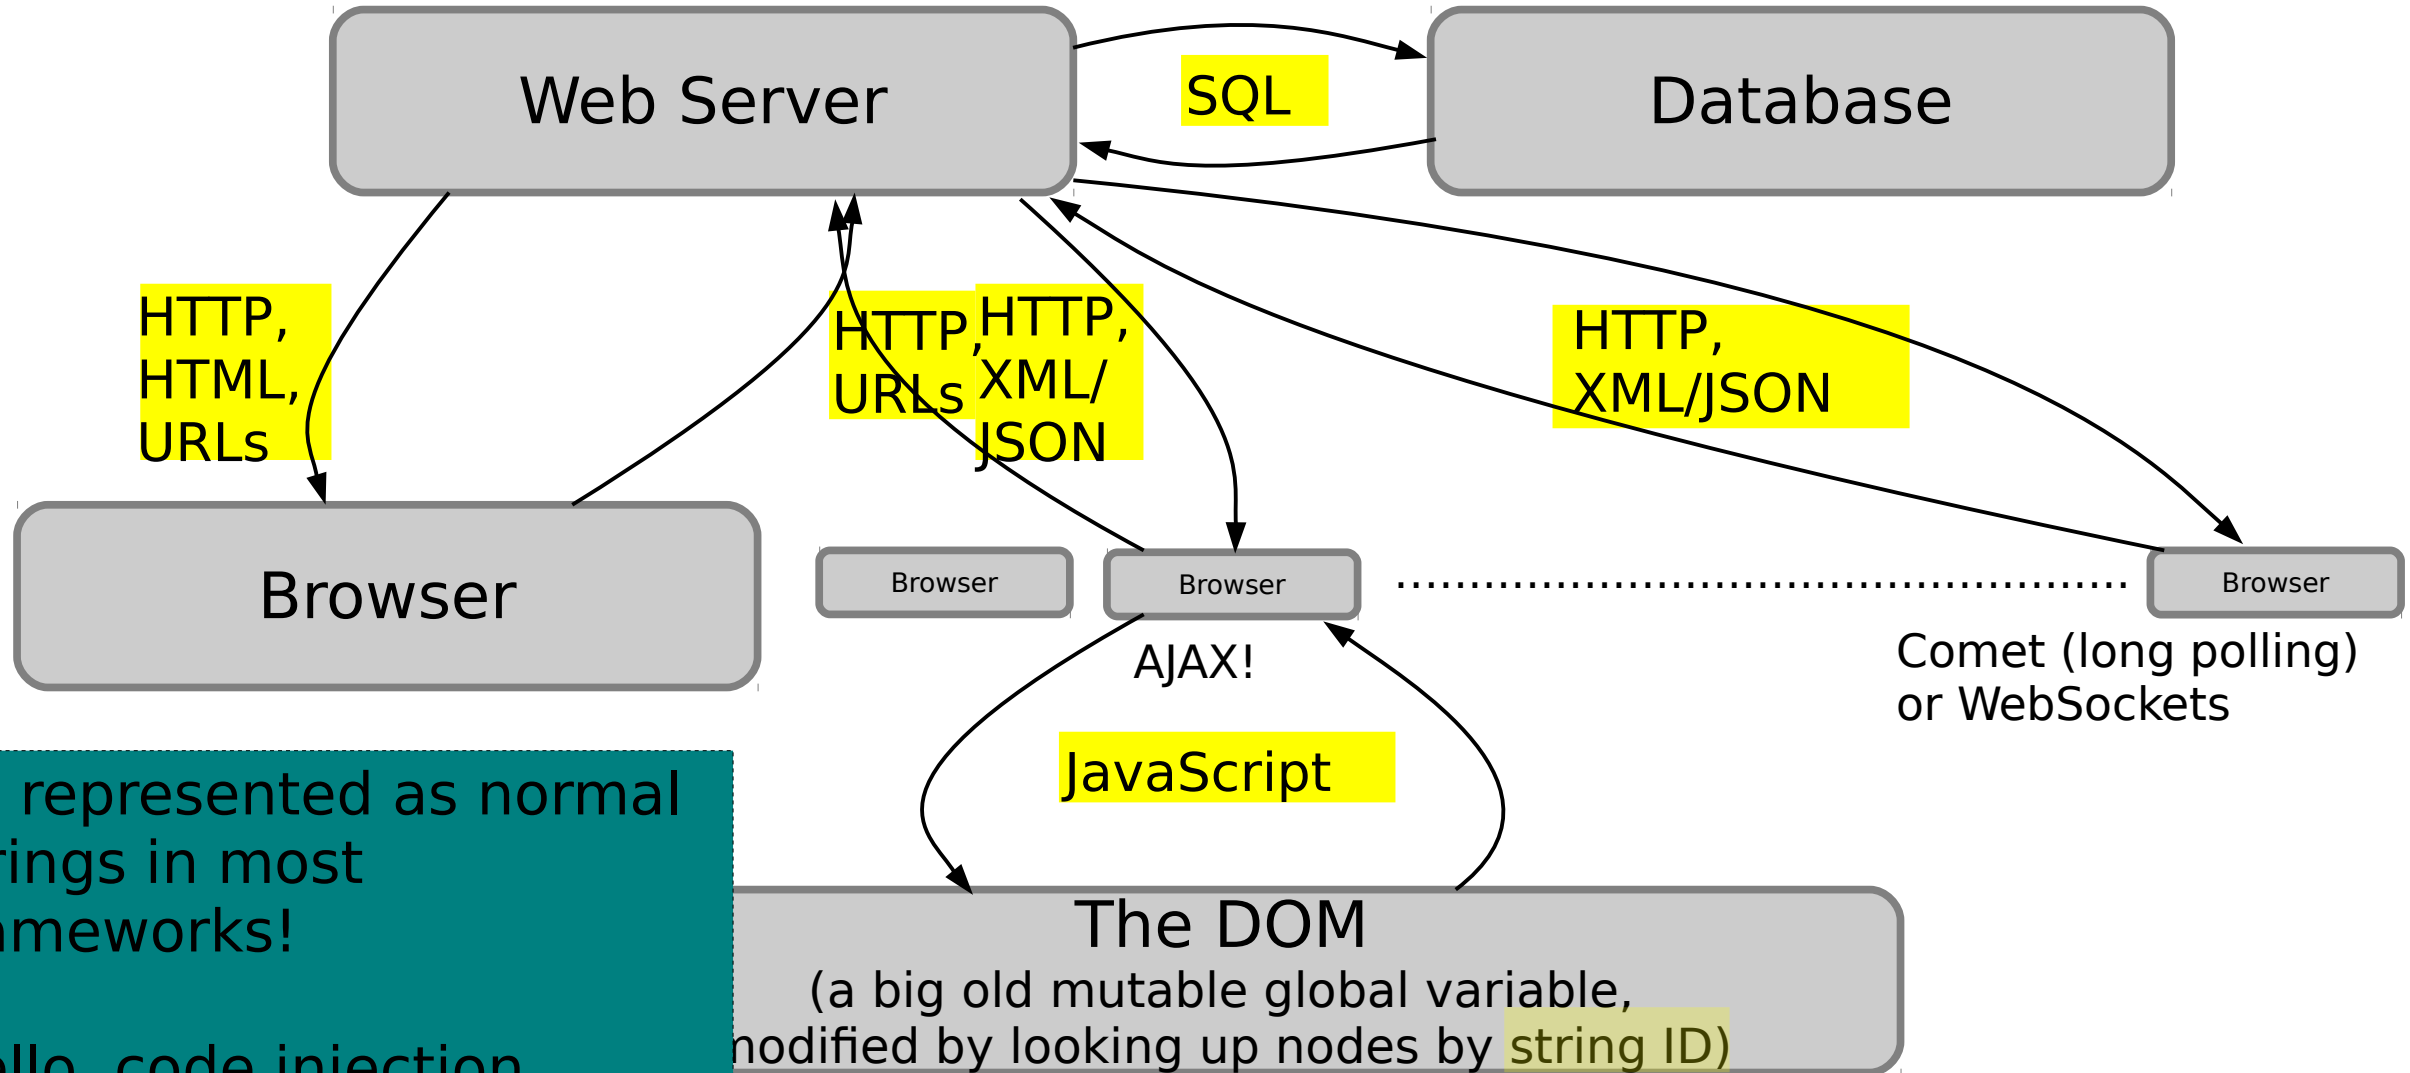 Web Server
SQL
Database
HTTP,
HTML,
URLs
HTTP,
URLs
HTTP,
XML/
JSON
HTTP,
XML/JSON
Browser
Browser
Browser
Browser
AJAX!
Comet (long polling)
or WebSockets
JavaScript
represented as normal
in most
The DOM
(a big old mutable global variable,
modified by looking up nodes by string ID)
code injection